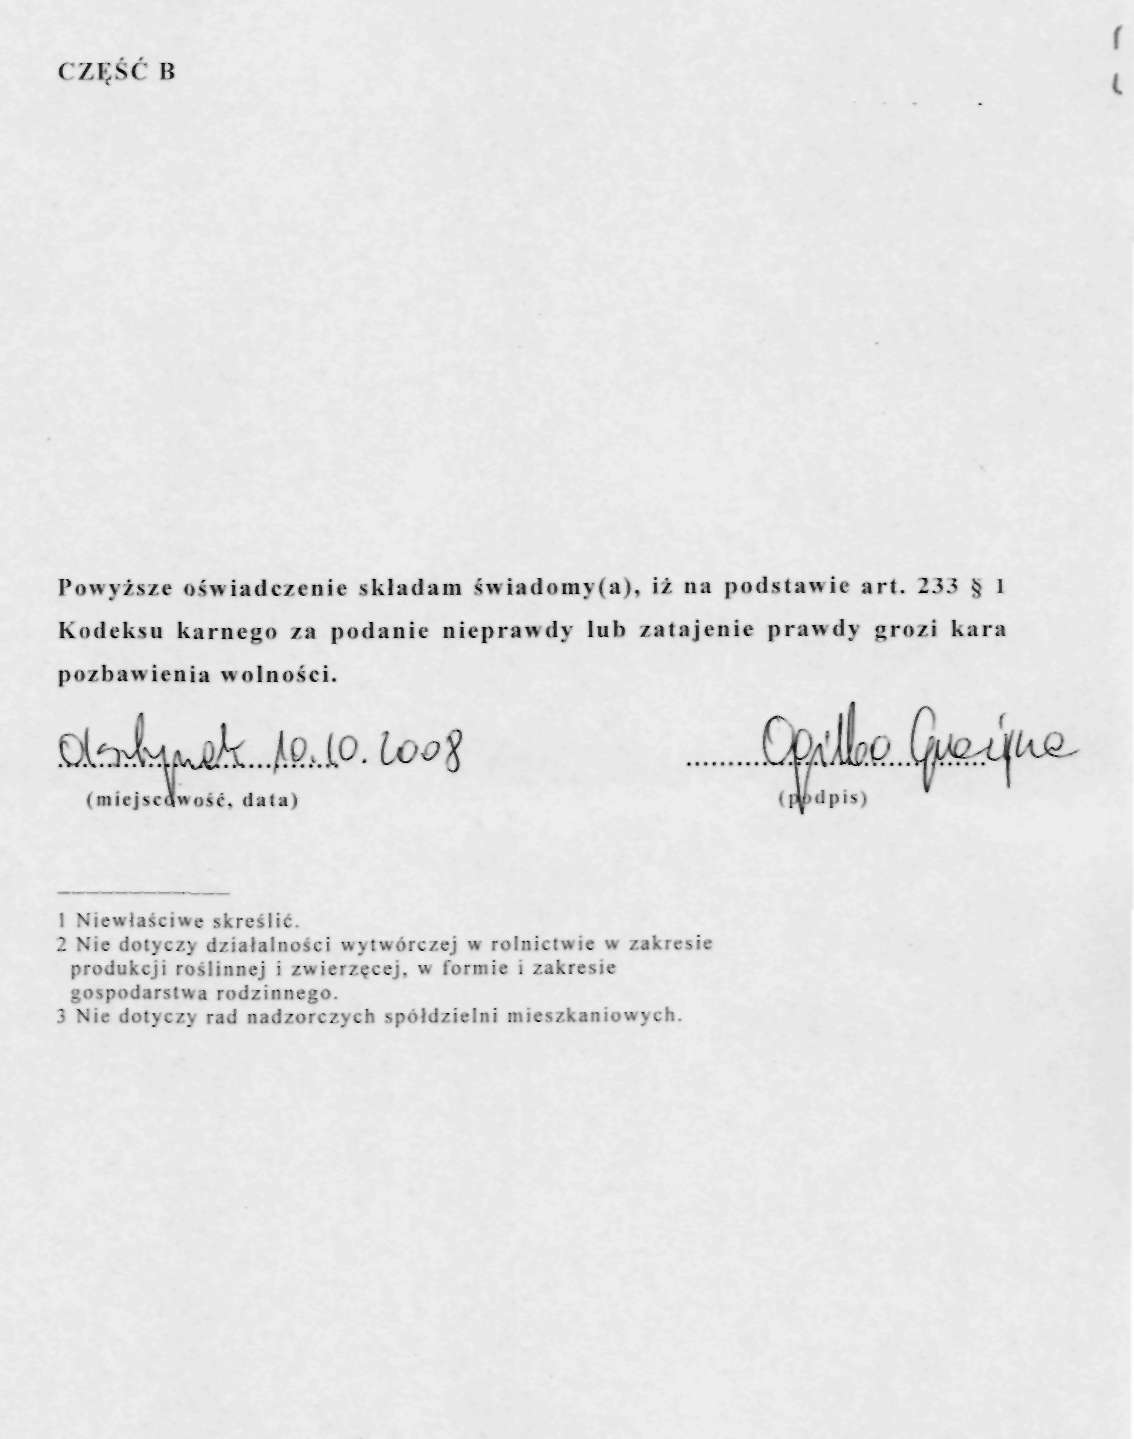 CZĘŚĆ B
Powyższe oświadczenie składam świadomy(a), iż na podstawie art. 233 § 1
Kodeksu karnego za podanie nieprawdy lub zatajenie prawdy grozi kara
pozbawienia wolności.
Olsztynek 10.10.2008
(miejscowość, data)
(podpis)
1 Niewłaściwe skreślić.
2 Nie dotyczy działalności wytwórczej w rolnictwie w zakresie
produkcji roślinnej i zwierzęcej, w formie i zakresie
gospodarstwa rodzinnego.
3 Nie dotyczy rad nadzorczych spółdzielni mieszkaniowych.